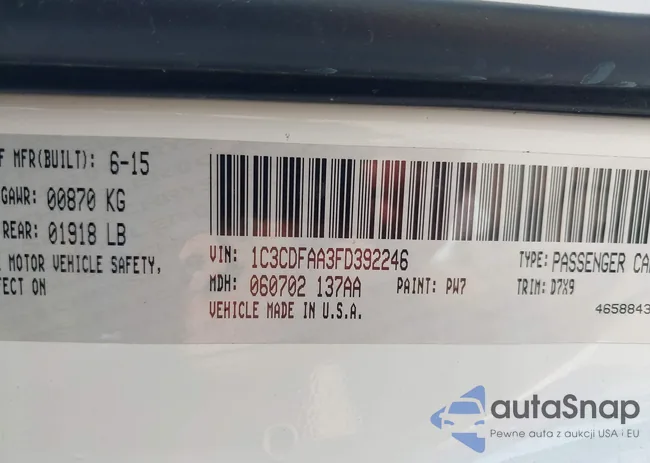 F MFR(BUILT): 6-15
GAWR: 00870 KG
REAR: 01918 LB
MOTOR VEHICLE SAFETY,
FECT ON
VIN: 1C3CDFAA3FD392246
TYPE: PASSENGER CA
MDH: 060702 137AA PAINT: PW7 TRIM: D7X9
VEHICLE MADE IN U.S.A.
4658843
autaSnap
Pewne auta z aukcji USA i EU